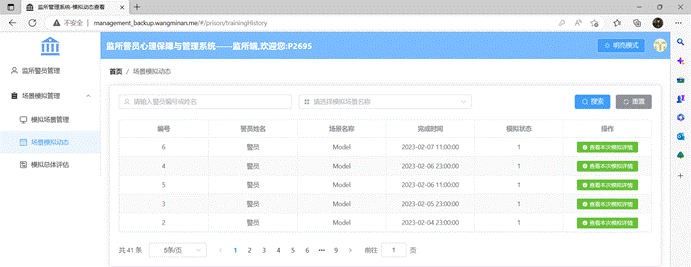 监所管理系统-模拟动态查看
不安全 | management_backup.wangminan.me/#/prison/trainingHistory
监所警员心理保障与管理系统-----监所端,欢迎您:P2695
明亮模式
监所警员管理
场景模拟管理
模拟场景管理
场景模拟动态
模拟总体评估
首页 / 场景模拟动态
请输入警员编号或姓名 请选择模拟场景名称 搜索 重置
编号 警员姓名 场景名称 完成时间 模拟状态 操作
6 警员 Model 2023-02-07 11:00:00 1 查看本次模拟详情
4 警员 Model 2023-02-06 23:00:00 1 查看本次模拟详情
5 警员 Model 2023-02-06 11:00:00 1 查看本次模拟详情
3 警员 Model 2023-02-05 23:00:00 1 查看本次模拟详情
2 警员 Model 2023-02-04 23:00:00 1 查看本次模拟详情
共 41 条 5条/页 < 1 2 3 4 5 6 ••• 9 > 前往 1 页